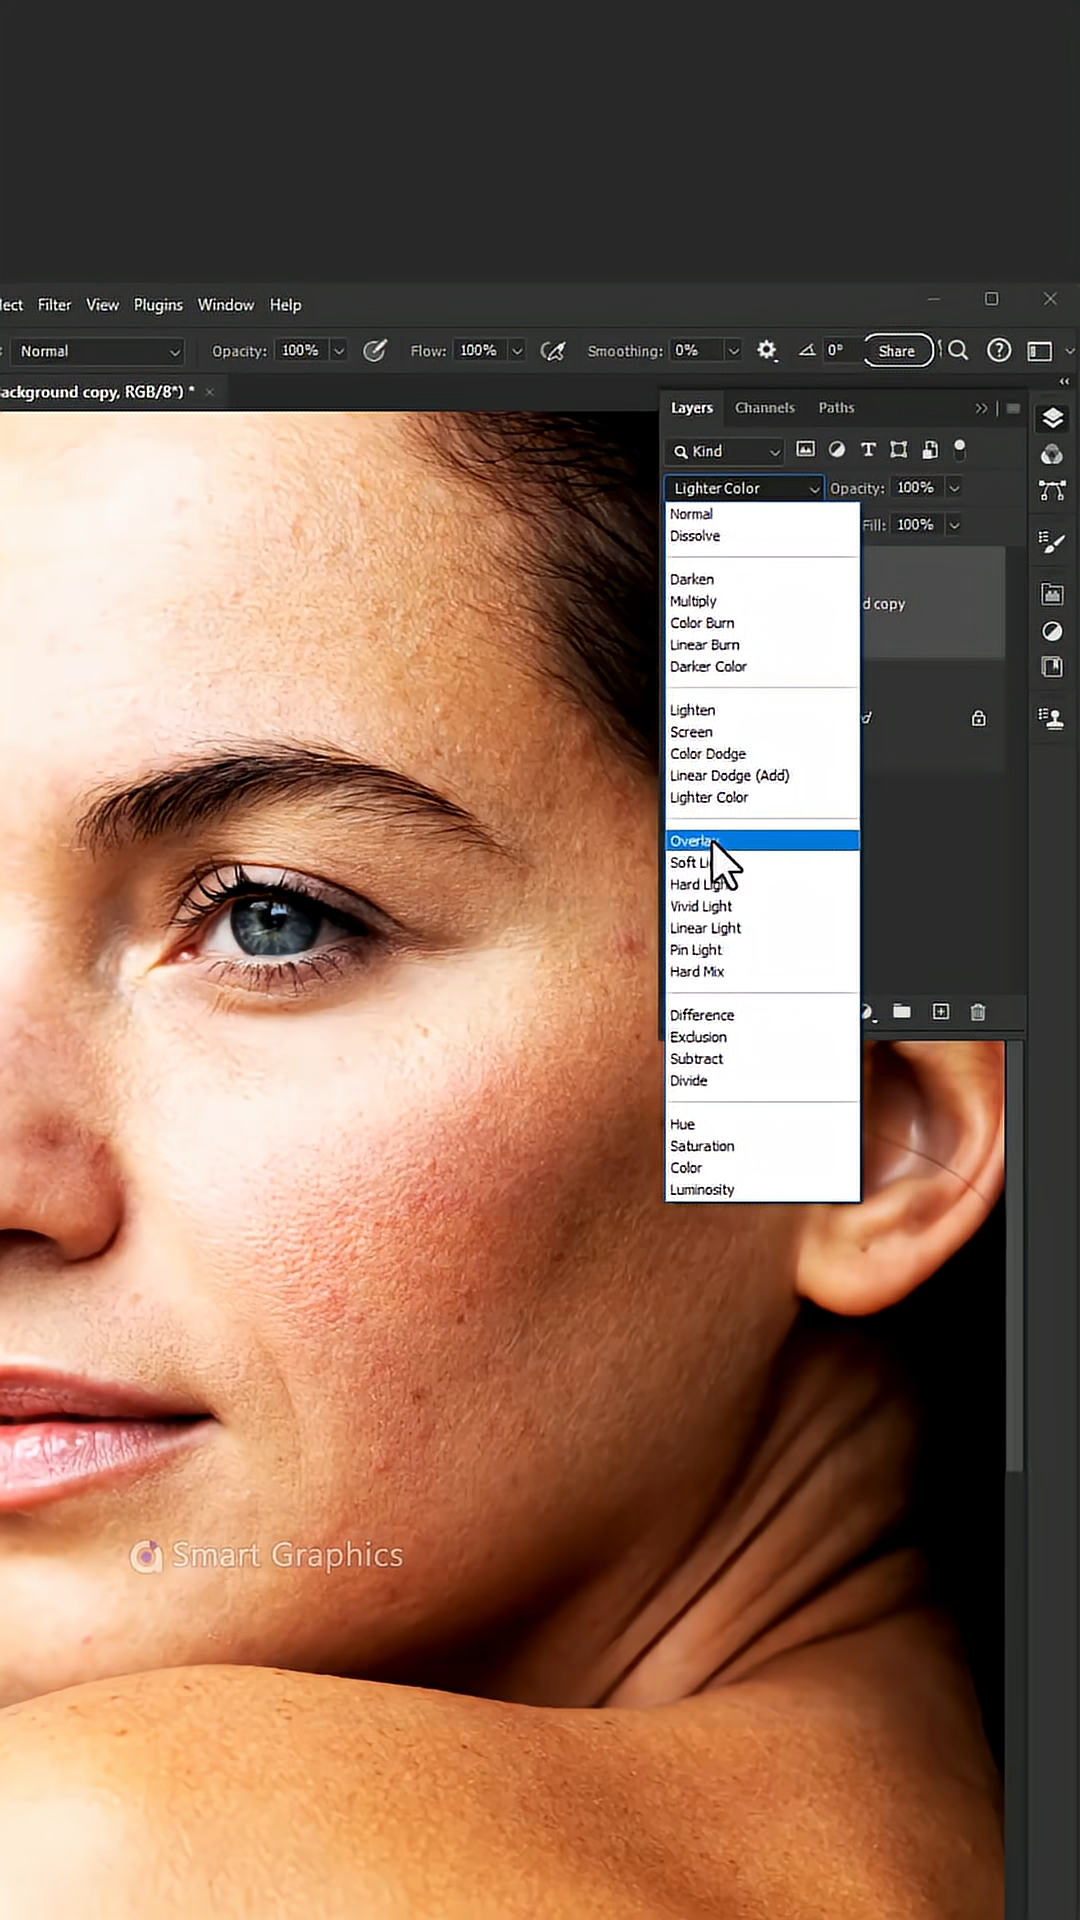 lect Filter View Plugins Window Help
Normal Opacity: 100% Flow: 100% Smoothing: 0% 0° Share
ackground copy, RGB/8*) * ×
Layers Channels Paths
Kind
Lighter Color Opacity: 100%
Fill: 100%
Normal
Dissolve
Darken
Multiply
Color Burn
Linear Burn
Darker Color
Lighten
Screen
Color Dodge
Linear Dodge (Add)
Lighter Color
Overlay
Soft Li
Hard Light
Vivid Light
Linear Light
Pin Light
Hard Mix
Difference
Exclusion
Subtract
Divide
Hue
Saturation
Color
Luminosity
d copy
d
Smart Graphics